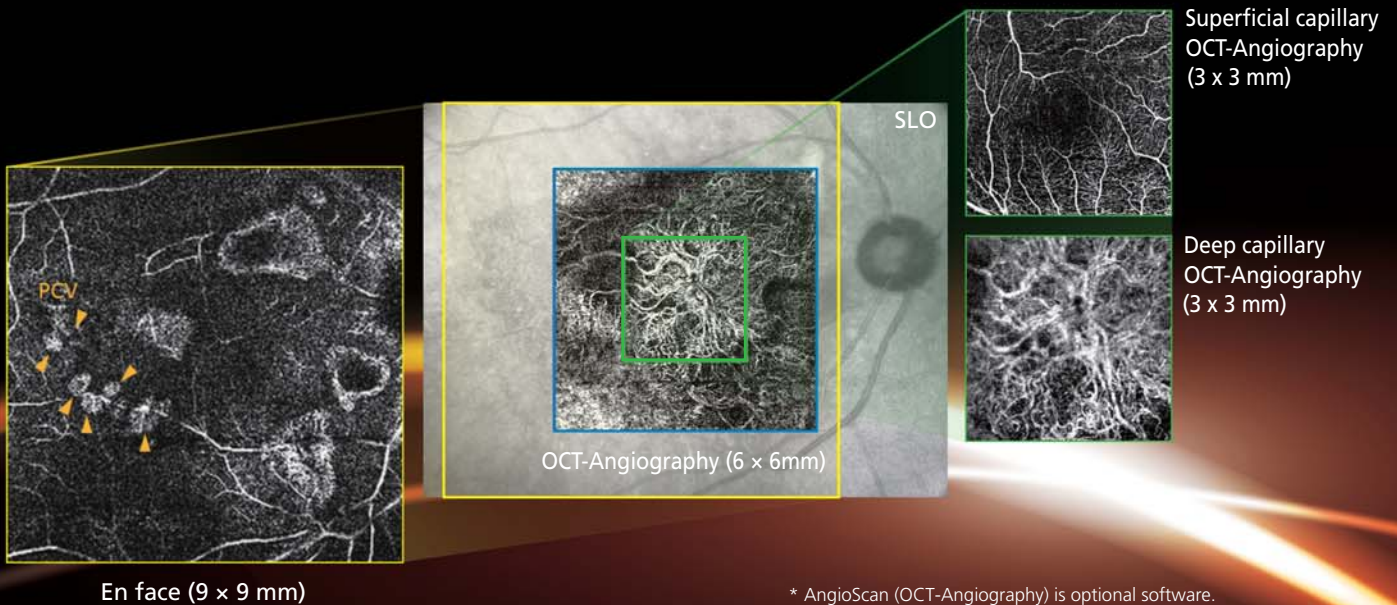 Superficial capillary
OCT-Angiography
(3 x 3 mm)
SLO
PCV
Deep capillary
OCT-Angiography
(3 x 3 mm)
OCT-Angiography (6 × 6mm)
En face (9 × 9 mm)
* AngioScan (OCT-Angiography) is optional software.